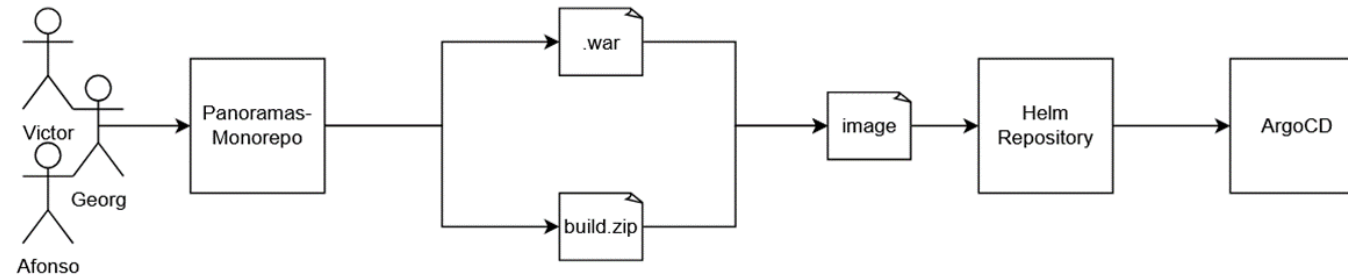 Victor
Georg
Afonso
Panoramas-
Monorepo
.war
build.zip
image
Helm
Repository
ArgoCD